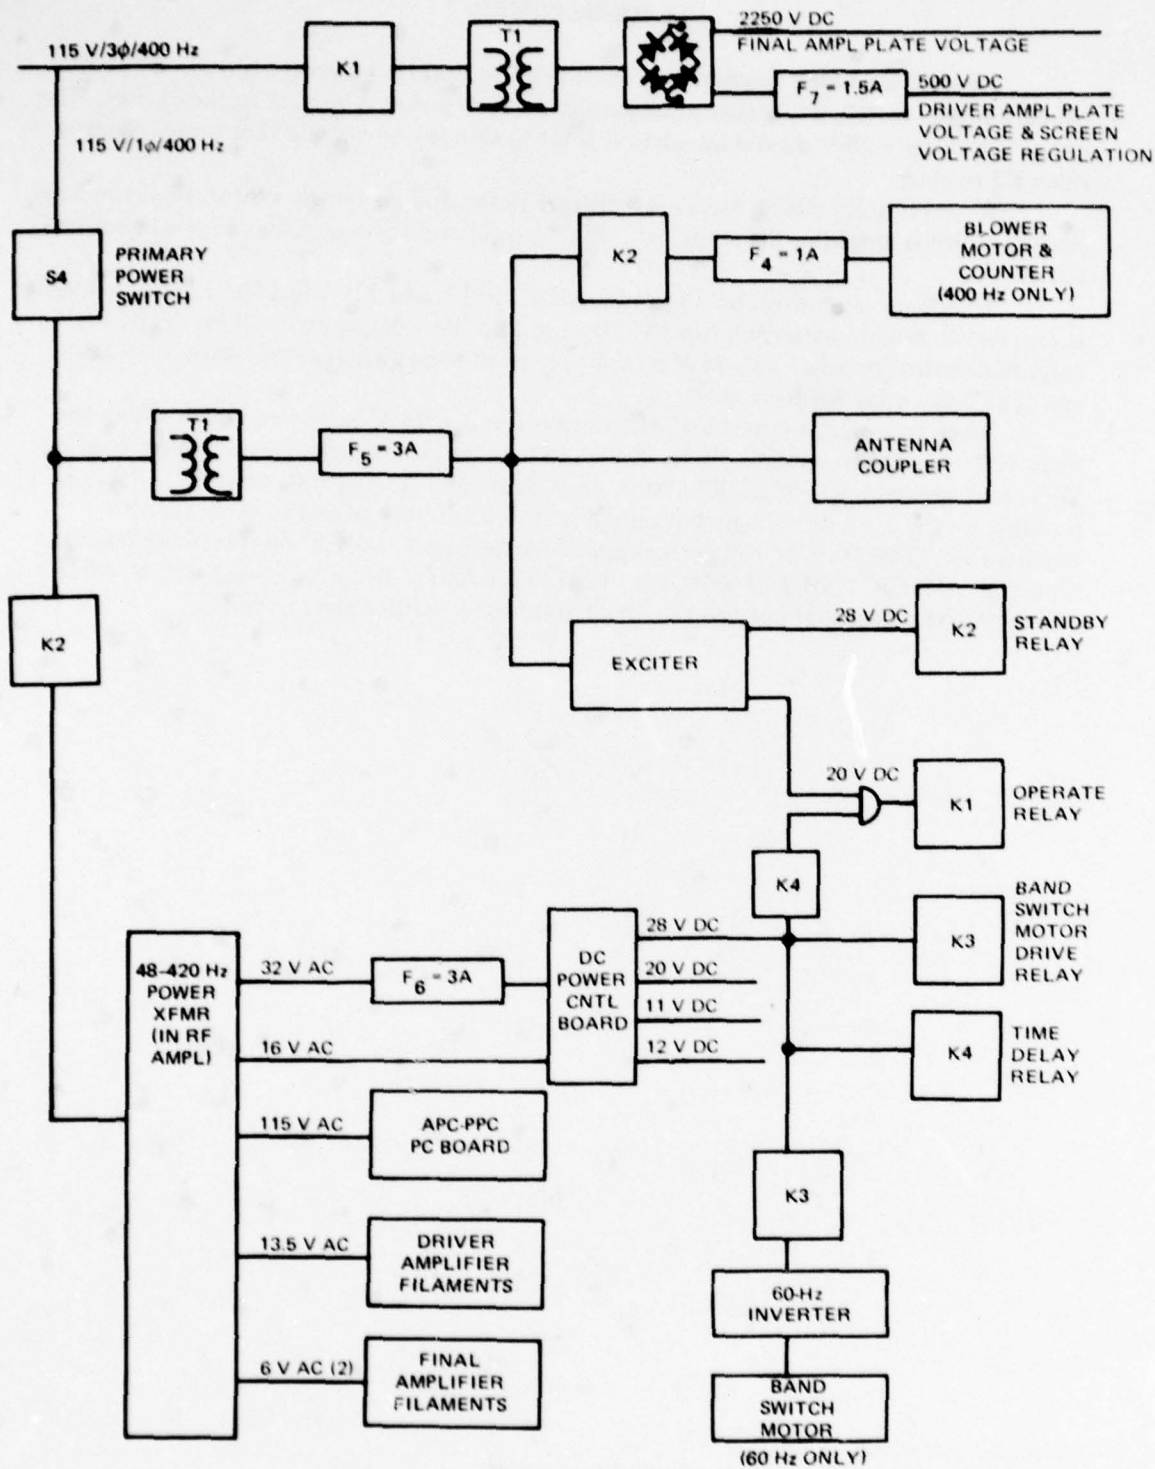 115 V/3ϕ/400 Hz
K1
T1
2250 V DC
FINAL AMPL PLATE VOLTAGE
F7 = 1.5A
500 V DC
DRIVER AMPL PLATE
VOLTAGE & SCREEN
VOLTAGE REGULATION
115 V/1ϕ/400 Hz
S4
PRIMARY
POWER
SWITCH
K2
F4 = 1A
BLOWER
MOTOR &
COUNTER
(400 Hz ONLY)
T1
F5 = 3A
ANTENNA
COUPLER
K2
EXCITER
28 V DC
K2
STANDBY
RELAY
20 V DC
K1
OPERATE
RELAY
K4
48-420 Hz
POWER
XFMR
(IN RF
AMPL)
32 V AC
F6 = 3A
16 V AC
DC
POWER
CNTL
BOARD
28 V DC
20 V DC
11 V DC
12 V DC
K3
BAND
SWITCH
MOTOR
DRIVE
RELAY
K4
TIME
DELAY
RELAY
115 V AC
APC-PPC
PC BOARD
K3
13.5 V AC
DRIVER
AMPLIFIER
FILAMENTS
60-Hz
INVERTER
6 V AC (2)
FINAL
AMPLIFIER
FILAMENTS
BAND
SWITCH
MOTOR
(60 Hz ONLY)